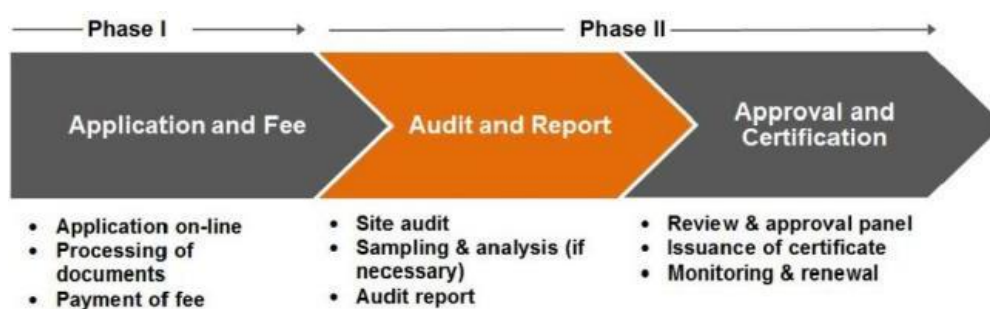 Phase I
Phase II
Application and Fee
Audit and Report
Approval and
Certification
• Application on-line
• Processing of
documents
• Payment of fee
• Site audit
• Sampling & analysis (if
necessary)
• Audit report
• Review & approval panel
• Issuance of certificate
• Monitoring & renewal